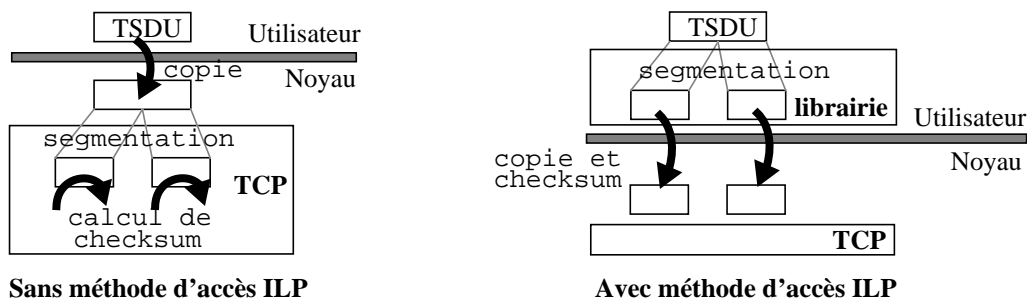 TSDU
Utilisateur
copie
Noyau
segmentation
TCP
calcul de
checksum
Sans méthode d'accès ILP
TSDU
segmentation
librairie
Utilisateur
Noyau
copie et
checksum
TCP
Avec méthode d'accès ILP